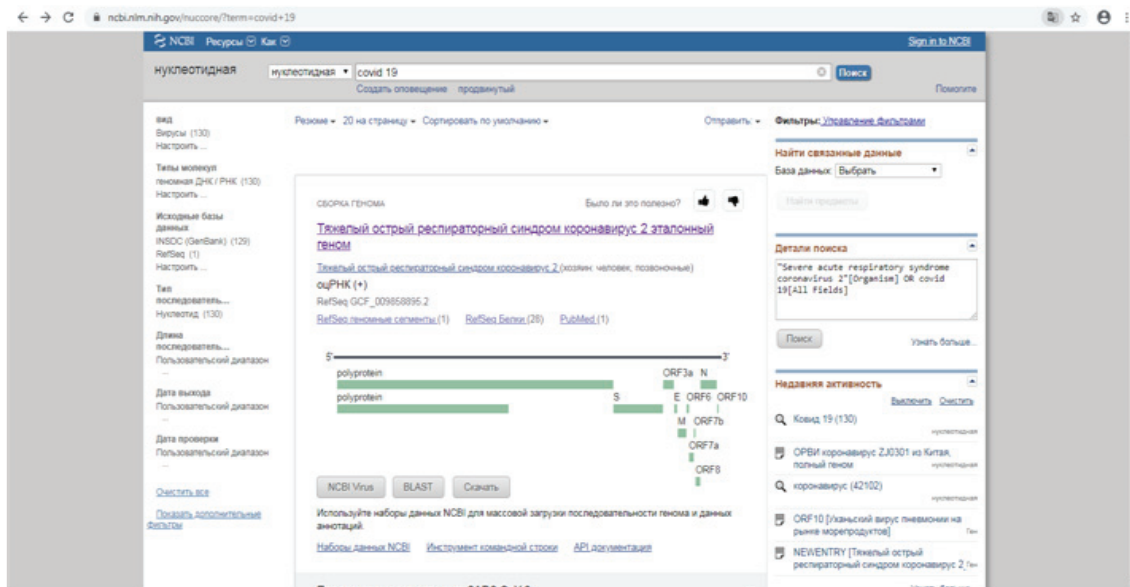 ncbi.nlm.nih.gov/nuccore/?term=covid+19
NCBI Ресурсы Как Sign in to NCBI
нуклеотидная нуклеотидная covid 19 Поиск
Создать оповещение продвинутый Помогите
вид
Вирусы (130)
Настроить ...
Типы молекул
геномная ДНК / РНК (130)
Настроить ...
Исходные базы
данных
INSDC (GenBank) (129)
RefSeq (1)
Настроить ...
Тип
последователь...
Нуклеотид (130)
Длина
последователь...
Пользовательский диапазон
...
Дата выхода
Пользовательский диапазон
...
Дата проверки
Пользовательский диапазон
...
Очистить все
Показать дополнительные
фильтры
Резюме 20 на страницу Сортировать по умолчанию Отправить:
СБОРКА ГЕНОМА Было ли это полезно?
Тяжелый острый респираторный синдром коронавирус 2 эталонный
геном
Тяжелый острый респираторный синдром коронавирус 2 (хозяин: человек, позвоночные)
оцРНК (+)
RefSeq GCF_009858895.2
RefSeq геномные сегменты (1) RefSeq Белки (28) PubMed (1)
5' 3'
polyprotein ORF3a N
polyprotein S E ORF6 ORF10
M ORF7b
ORF7a
ORF8
NCBI Virus BLAST Скачать
Используйте наборы данных NCBI для массовой загрузки последовательности генома и данных
аннотаций.
Наборы данных NCBI Инструмент командной строки API документация
Фильтры: Управление фильтрами
Найти связанные данные
База данных: Выбрать
Найти предметы
Детали поиска
"Severe acute respiratory syndrome
coronavirus 2"[Organism] OR covid
19[All Fields]
Поиск Узнать больше...
Недавняя активность
Выключить Очистить
Ковид 19 (130)
нуклеотидная
ОРВИ коронавирус ZJ0301 из Китая,
полный геном нуклеотидная
коронавирус (42102)
нуклеотидная
ORF10 [Уханьский вирус пневмонии на
рынке морепродуктов] Ген
NEWENTRY [Тяжелый острый
респираторный синдром коронавирус 2 Ген